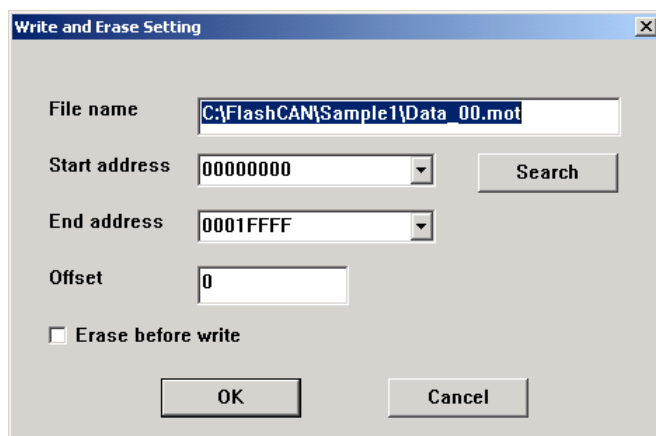 Write and Erase Setting
File name
C:\FlashCAN\Sample1\Data_00.mot
Start address
00000000
Search
End address
0001FFFF
Offset
0
Erase before write
OK
Cancel